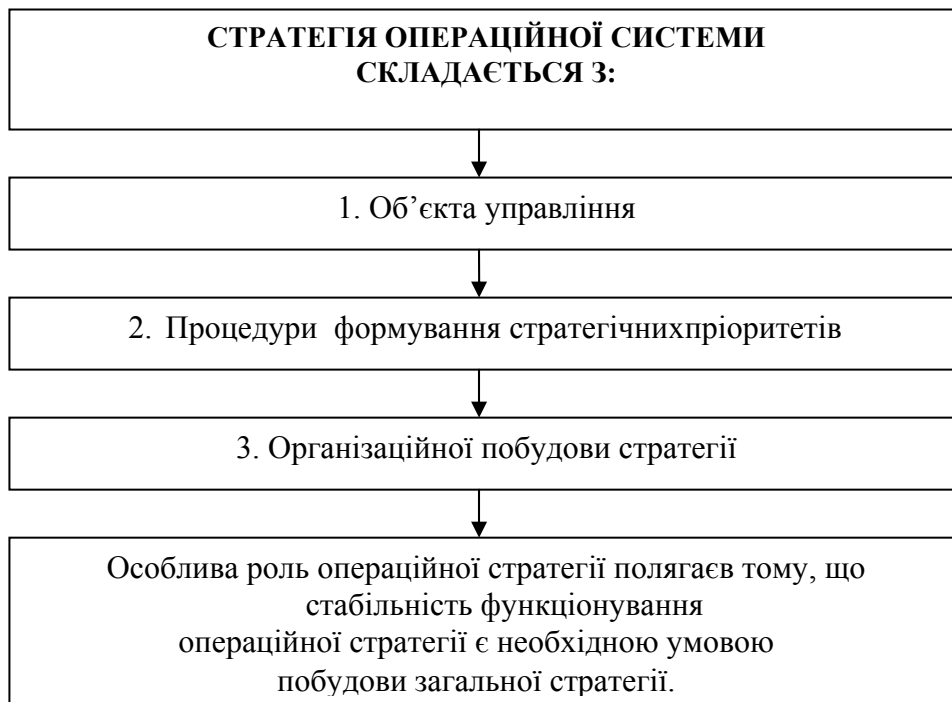 СТРАТЕГІЯ ОПЕРАЦІЙНОЇ СИСТЕМИ
СКЛАДАЄТЬСЯ З:
1. Об’єкта управління
2. Процедури формування стратегічнихпріоритетів
3. Організаційної побудови стратегії
Особлива роль операційної стратегії полягаєв тому, що
стабільність функціонування
операційної стратегії є необхідною умовою
побудови загальної стратегії.